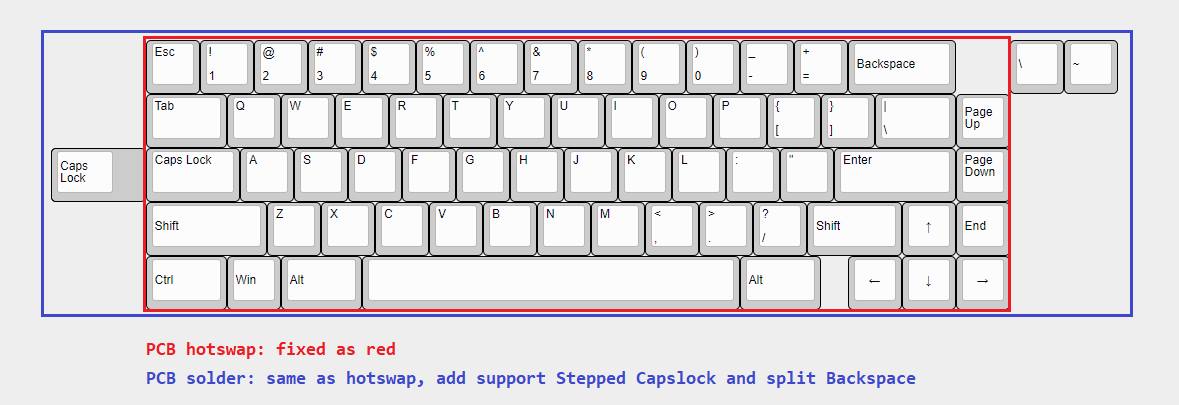 Esc ! 1 @ 2 # 3 $ 4 % 5 ^ 6 & 7 * 8 ( 9 ) 0 _ - + = Backspace \ ~
Tab Q W E R T Y U I O P { [ } ] | \ Page Up
Caps Lock Caps Lock A S D F G H J K L : " Enter Page Down
Shift Z X C V B N M < , > . ? / Shift ↑ End
Ctrl Win Alt Alt ← ↓ →
PCB hotswap: fixed as red
PCB solder: same as hotswap, add support Stepped Capslock and split Backspace